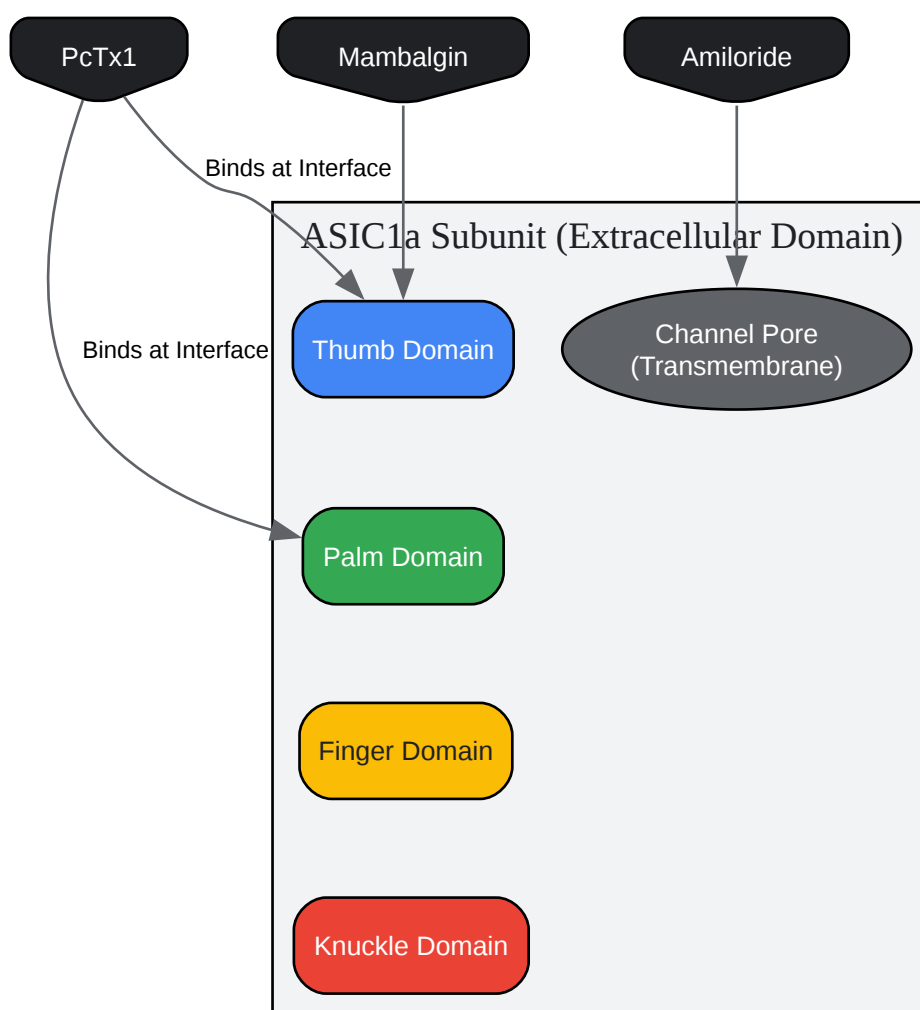 PcTx1
Mambalgin
Amiloride
Binds at Interface
ASIC1a Subunit (Extracellular Domain)
Thumb Domain
Channel Pore
(Transmembrane)
Binds at Interface
Palm Domain
Finger Domain
Knuckle Domain